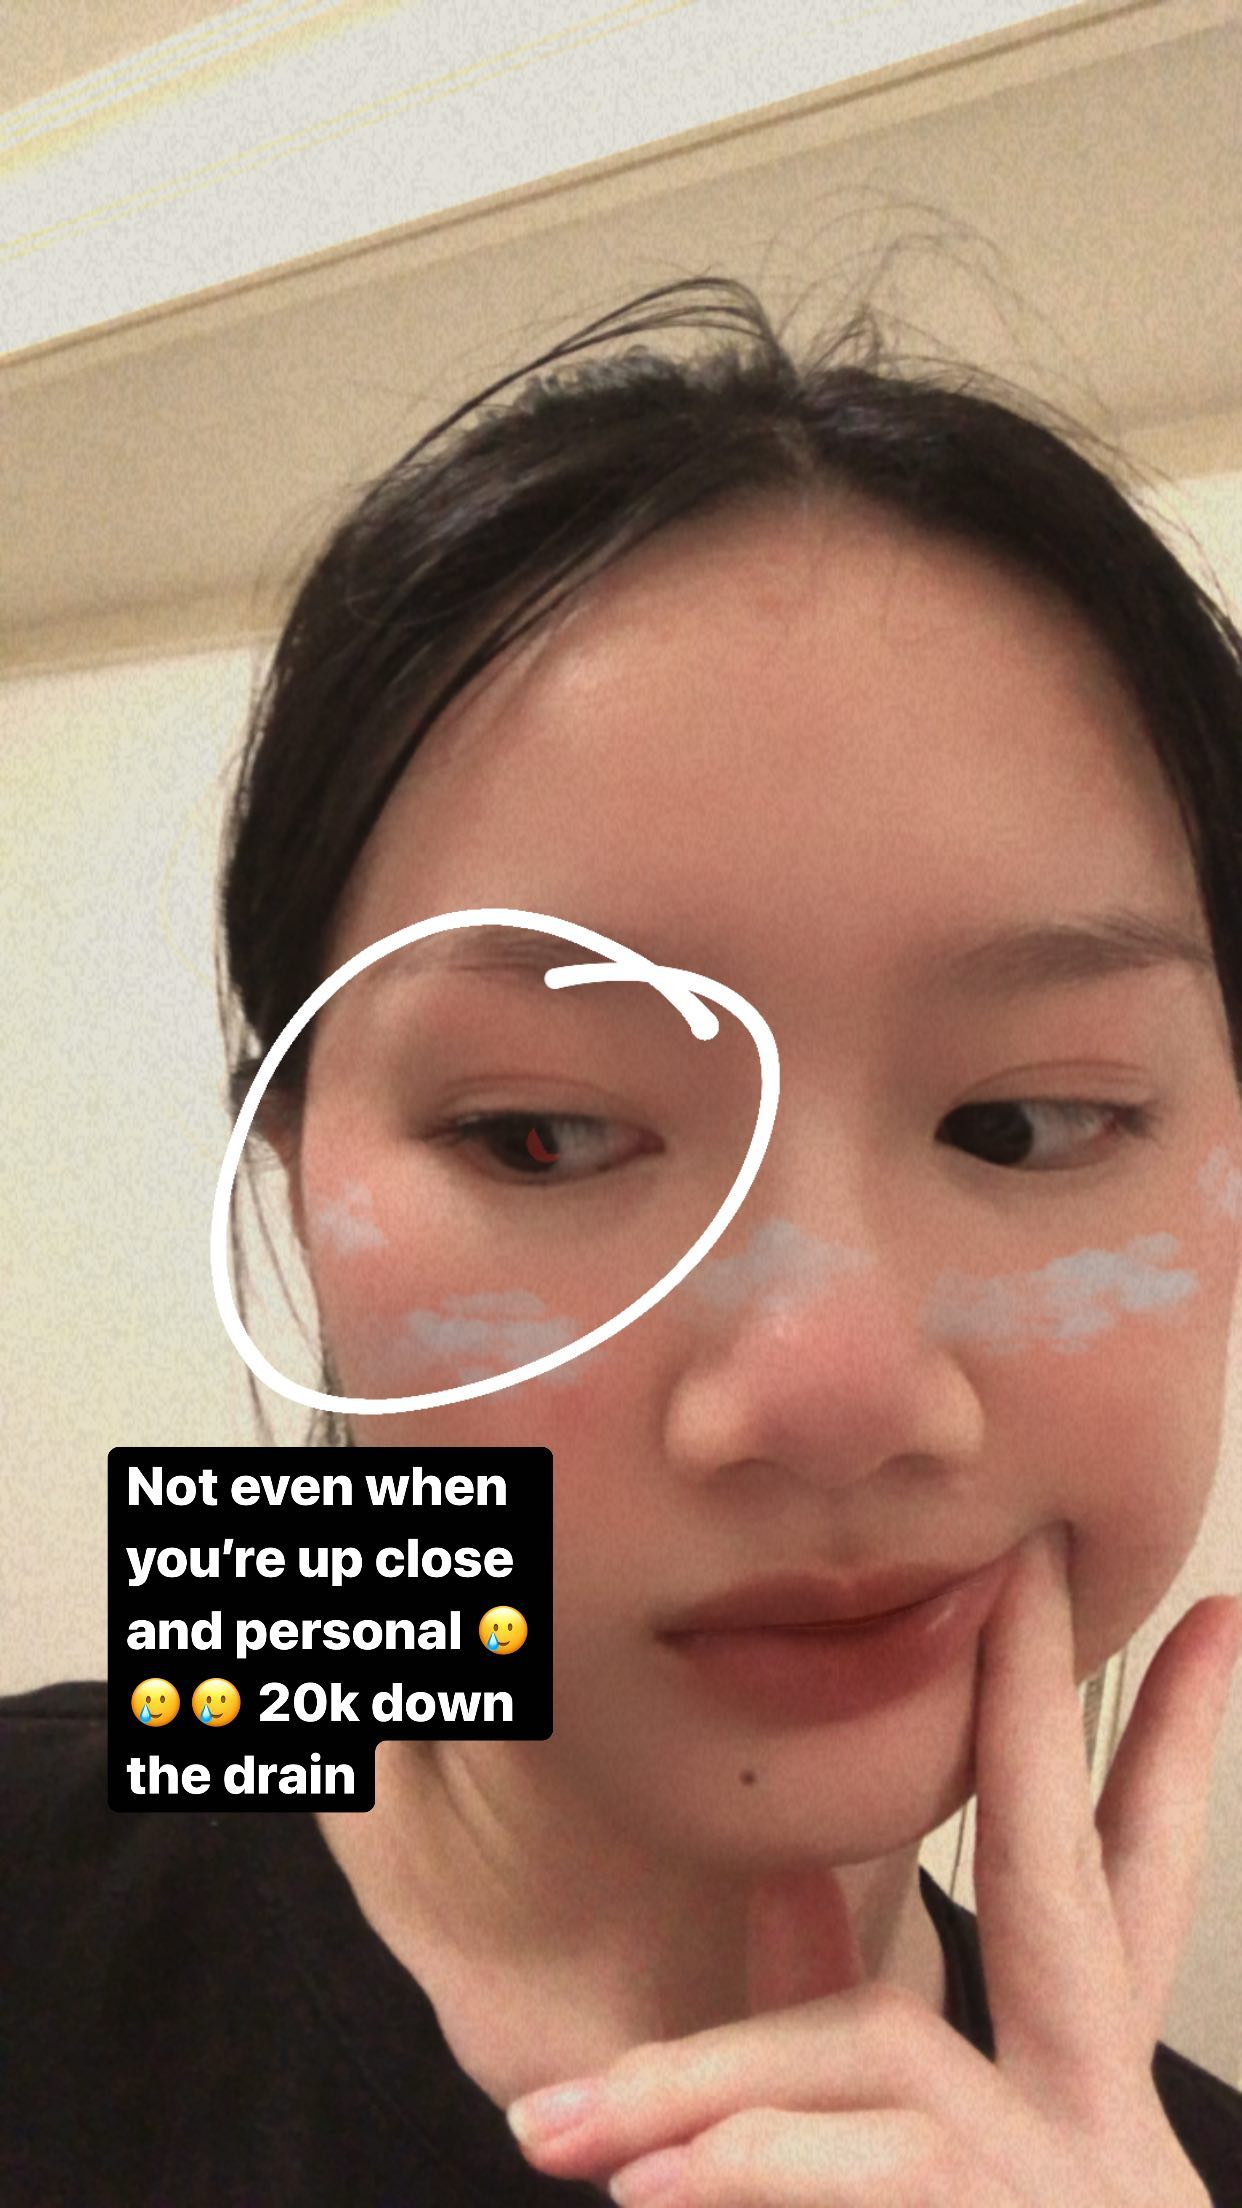 Not even when
you’re up close
and personal 🥲
🥲🥲 20k down
the drain